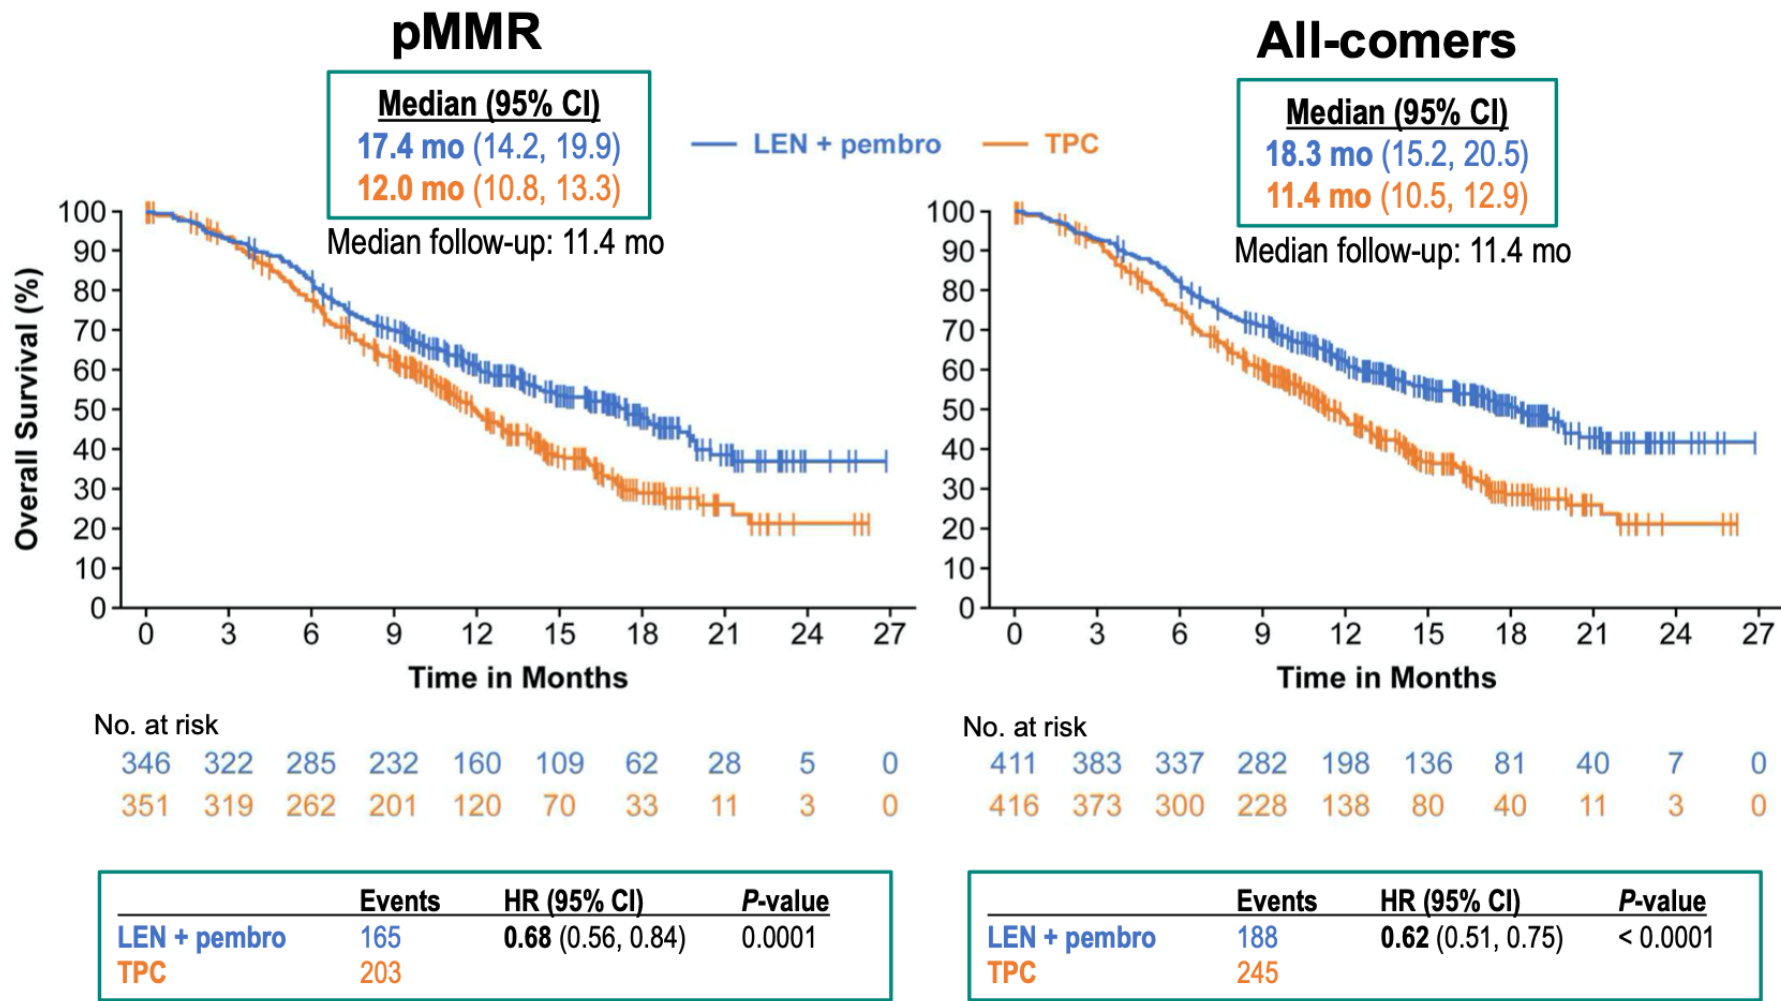 pMMR
Median (95% CI)
17.4 mo (14.2, 19.9)
12.0 mo (10.8, 13.3)
Median follow-up: 11.4 mo
LEN + pembro
TPC
All-comers
Median (95% CI)
18.3 mo (15.2, 20.5)
11.4 mo (10.5, 12.9)
Median follow-up: 11.4 mo
Overall Survival (%)
100
90
80
70
60
50
40
30
20
10
0
0 3 6 9 12 15 18 21 24 27
Time in Months
No. at risk
346 322 285 232 160 109 62 28 5 0
351 319 262 201 120 70 33 11 3 0
Events HR (95% CI) P-value
LEN + pembro 165 0.68 (0.56, 0.84) 0.0001
TPC 203
100
90
80
70
60
50
40
30
20
10
0
0 3 6 9 12 15 18 21 24 27
Time in Months
No. at risk
411 383 337 282 198 136 81 40 7 0
416 373 300 228 138 80 40 11 3 0
Events HR (95% CI) P-value
LEN + pembro 188 0.62 (0.51, 0.75) < 0.0001
TPC 245